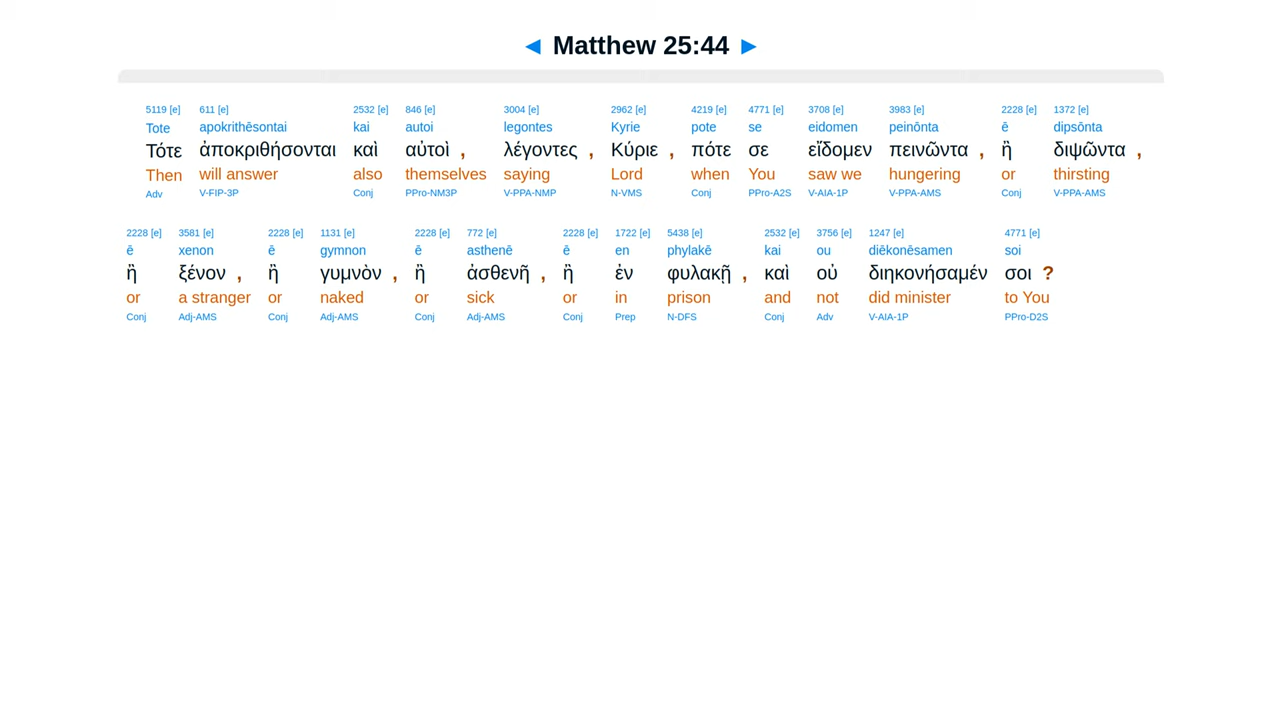 ◄ Matthew 25:44 ►
5119 [e] 611 [e] 2532 [e] 846 [e] 3004 [e] 2962 [e] 4219 [e] 4771 [e] 3708 [e] 3983 [e] 2228 [e] 1372 [e]
Tote apokrithēsontai kai autoi legontes Kyrie pote se eidomen peinōnta ē dipsōnta
Τότε ἀποκριθήσονται καὶ αὐτοὶ , λέγοντες , Κύριε , πότε σε εἴδομεν πεινῶντα , ἢ διψῶντα ,
Then will answer also themselves saying Lord when You saw we hungering or thirsting
Adv V-FIP-3P Conj PPro-NM3P V-PPA-NMP N-VMS Conj PPro-A2S V-AIA-1P V-PPA-AMS Conj V-PPA-AMS
2228 [e] 3581 [e] 2228 [e] 1131 [e] 2228 [e] 772 [e] 2228 [e] 1722 [e] 5438 [e] 2532 [e] 3756 [e] 1247 [e] 4771 [e]
ē xenon ē gymnon ē asthenē ē en phylakē kai ou diēkonēsamen soi
ἢ ξένον , ἢ γυμνὸν , ἢ ἀσθενῆ , ἢ ἐν φυλακῇ , καὶ οὐ διηκονήσαμέν σοι ?
or a stranger or naked or sick or in prison and not did minister to You
Conj Adj-AMS Conj Adj-AMS Conj Adj-AMS Conj Prep N-DFS Conj Adv V-AIA-1P PPro-D2S